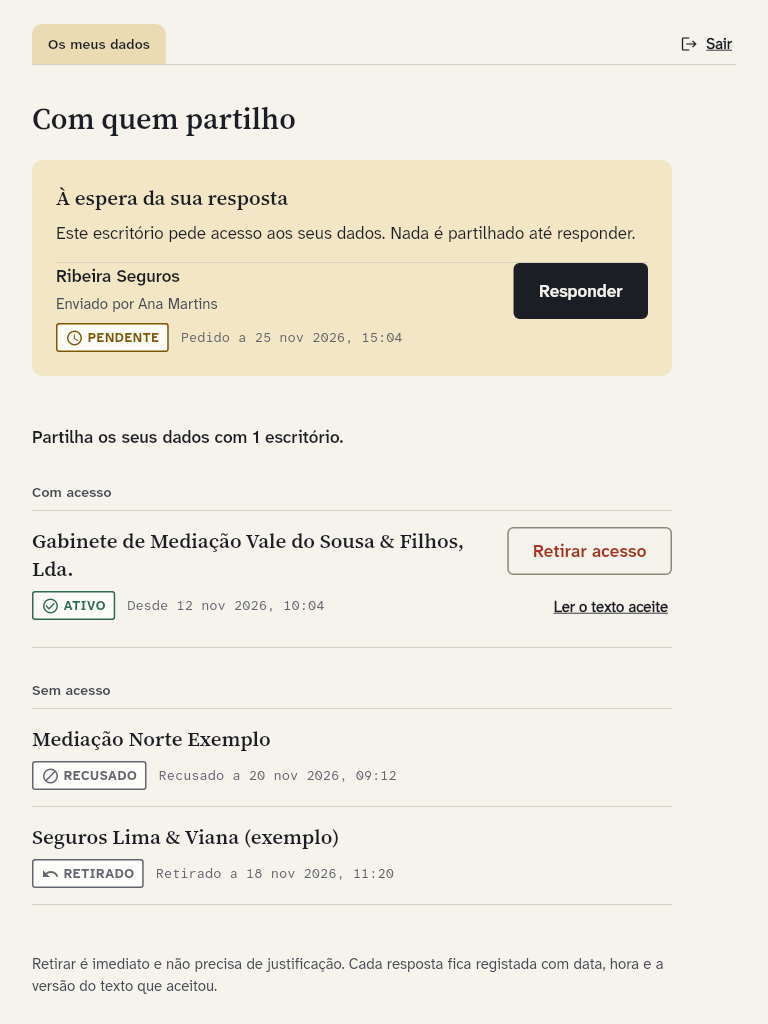 Os meus dados
Sair
Com quem partilho
À espera da sua resposta
Este escritório pede acesso aos seus dados. Nada é partilhado até responder.
Ribeira Seguros
Responder
Enviado por Ana Martins
PENDENTE Pedido a 25 nov 2026, 15:04
Partilha os seus dados com 1 escritório.
Com acesso
Gabinete de Mediação Vale do Sousa & Filhos,
Lda.
Retirar acesso
ATIVO Desde 12 nov 2026, 10:04
Ler o texto aceite
Sem acesso
Mediação Norte Exemplo
RECUSADO Recusado a 20 nov 2026, 09:12
Seguros Lima & Viana (exemplo)
RETIRADO Retirado a 18 nov 2026, 11:20
Retirar é imediato e não precisa de justificação. Cada resposta fica registada com data, hora e a
versão do texto que aceitou.